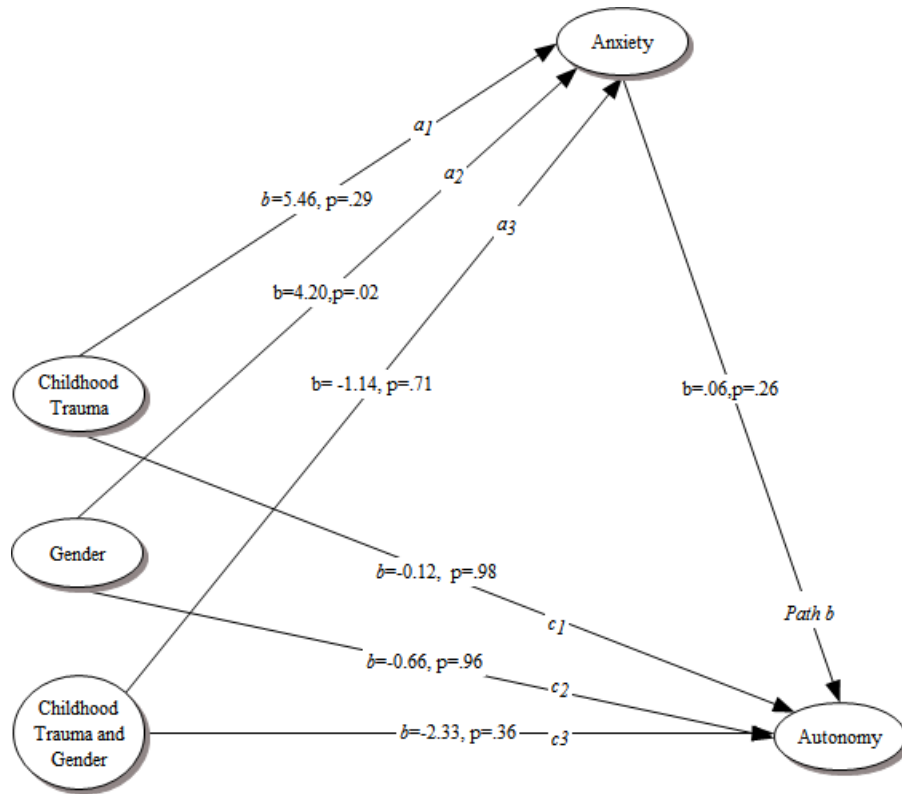 Anxiety
a1
a2
b=5.46, p=.29
a3
b=4.20,p=.02
Childhood
Trauma
b= -1.14, p=.71
b=.06,p=.26
Gender
b=-0.12, p=.98
Path b
c1
b=-0.66, p=.96
c2
Childhood
Trauma and
Gender
b=-2.33, p=.36
c3
Autonomy